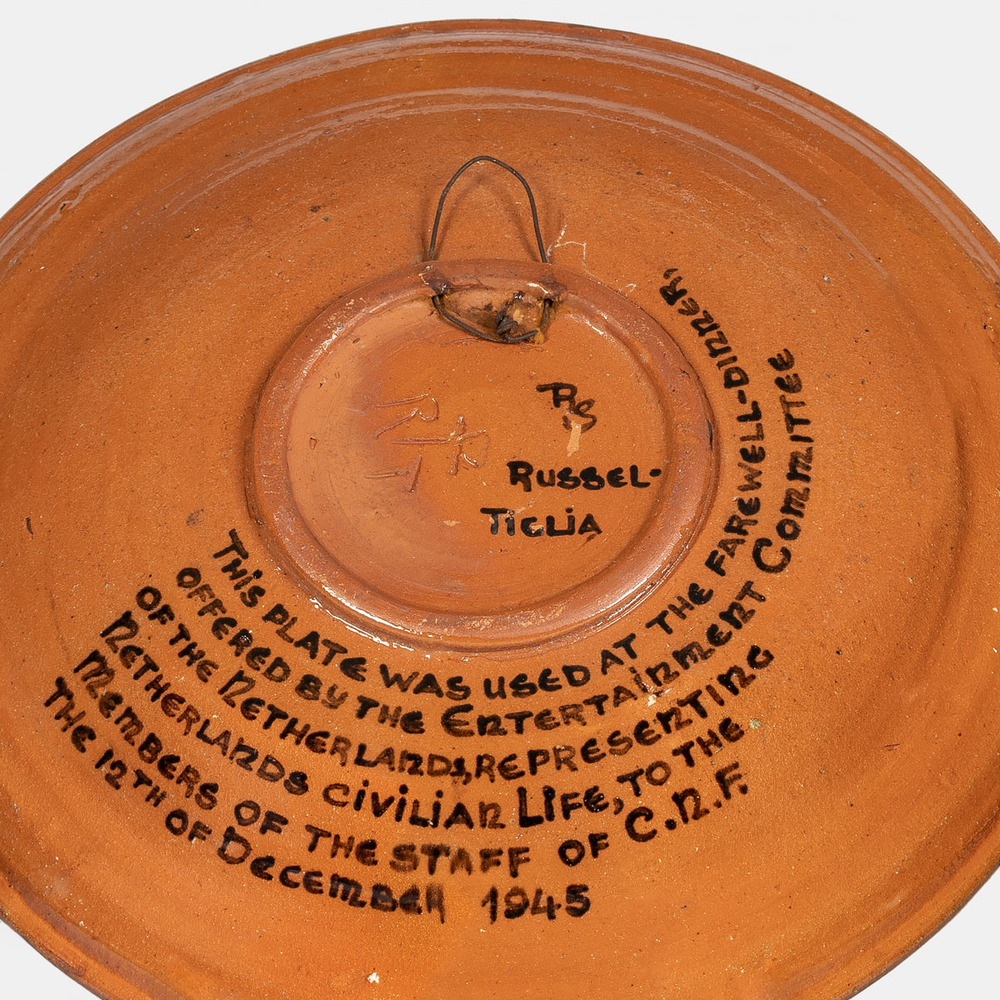 RS
RUSSEL-
TIGLIA
THIS PLATE WAS USED AT THE FAREWELL-DINNER,
OFFERED BY THE ENTERTAINMENT COMMITTEE
OF THE NETHERLANDS, REPRESENTING
NETHERLANDS CIVILIAN LIFE, TO THE
MEMBERS OF THE STAFF OF C.N.F.
THE 12TH OF DECEMBER 1945